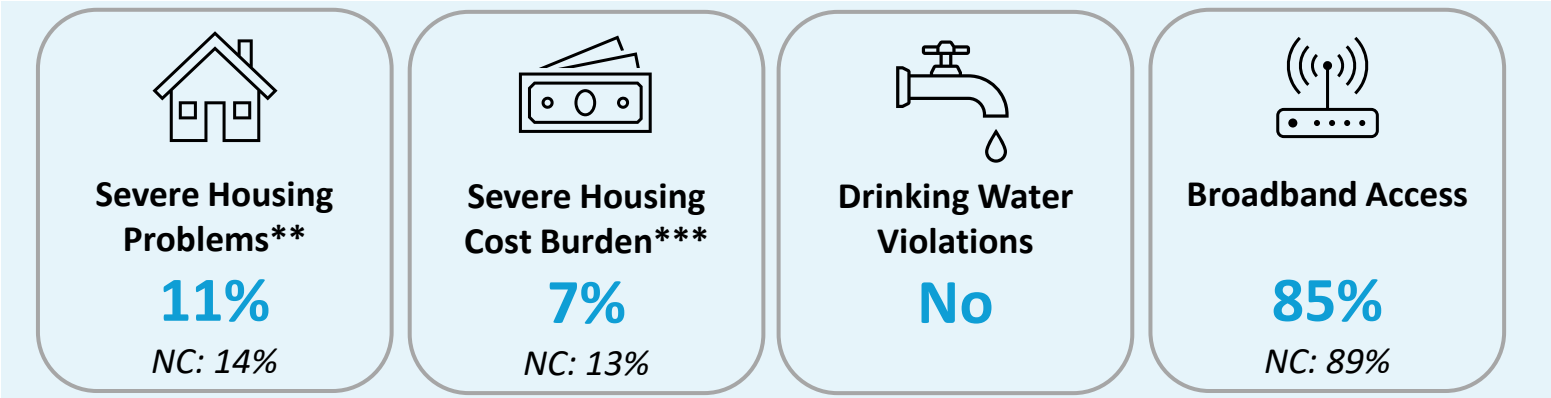 Severe Housing
Problems**
11%
NC: 14%
Severe Housing
Cost Burden***
7%
NC: 13%
Drinking Water
Violations
No
Broadband Access
85%
NC: 89%